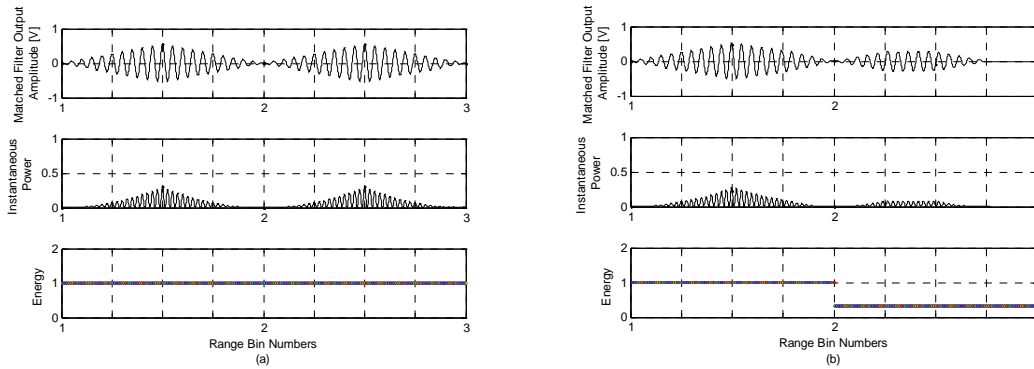 Matched Filter Output
Amplitude [V]
1
0
-1
1
2
3
Instantaneous
Power
1
0.5
0
1
2
3
Energy
2
1
0
1
2
3
Range Bin Numbers
(a)
Matched Filter Output
Amplitude [V]
1
0
-1
1
2
Instantaneous
Power
1
0.5
0
1
2
Energy
2
1
0
1
2
Range Bin Numbers
(b)